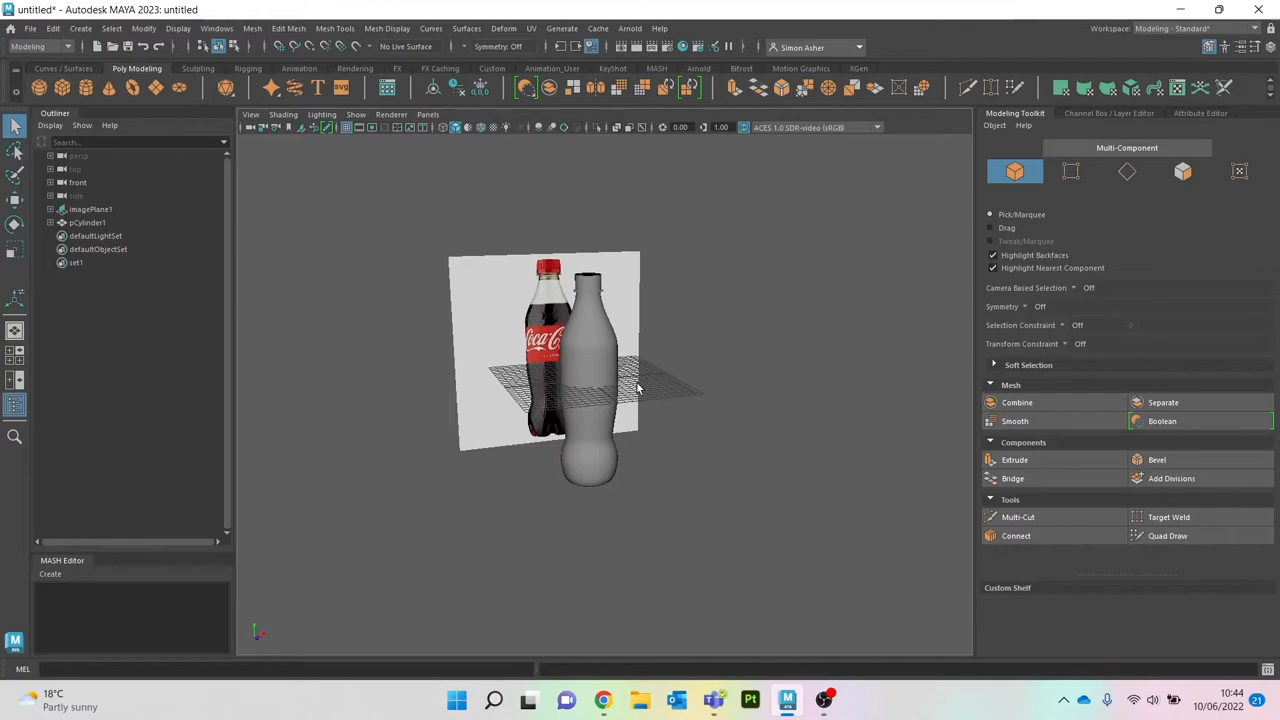 untitled* - Autodesk MAYA 2023: untitled
File Edit Create Select Modify Display Windows Mesh Edit Mesh Mesh Tools Mesh Display Curves Surfaces Deform UV Generate Cache Arnold Help
Workspace: Modeling - Standard*
Modeling No Live Surface Symmetry: Off Simon Asher
Curves / Surfaces Poly Modeling Sculpting Rigging Animation Rendering FX FX Caching Custom Animation_User KeyShot MASH Arnold Bifrost Motion Graphics XGen
Outliner
Display Show Help
Search...
persp
top
front
side
imagePlane1
pCylinder1
defaultLightSet
defaultObjectSet
set1
MASH Editor
Create
View Shading Lighting Show Renderer Panels
0.00 1.00 ACES 1.0 SDR-video (sRGB)
Coca-Co
Modeling Toolkit Channel Box / Layer Editor Attribute Editor
Object Help
Multi-Component
Pick/Marquee
Drag
Tweak/Marquee
Highlight Backfaces
Highlight Nearest Component
Camera Based Selection Off
Symmetry Off
Selection Constraint Off 0
Transform Constraint Off
Soft Selection
Mesh
Combine Separate
Smooth Boolean
Components
Extrude Bevel
Bridge Add Divisions
Tools
Multi-Cut Target Weld
Connect Quad Draw
Custom Shelf
MEL
18°C
Partly sunny
10:44
10/06/2022
21